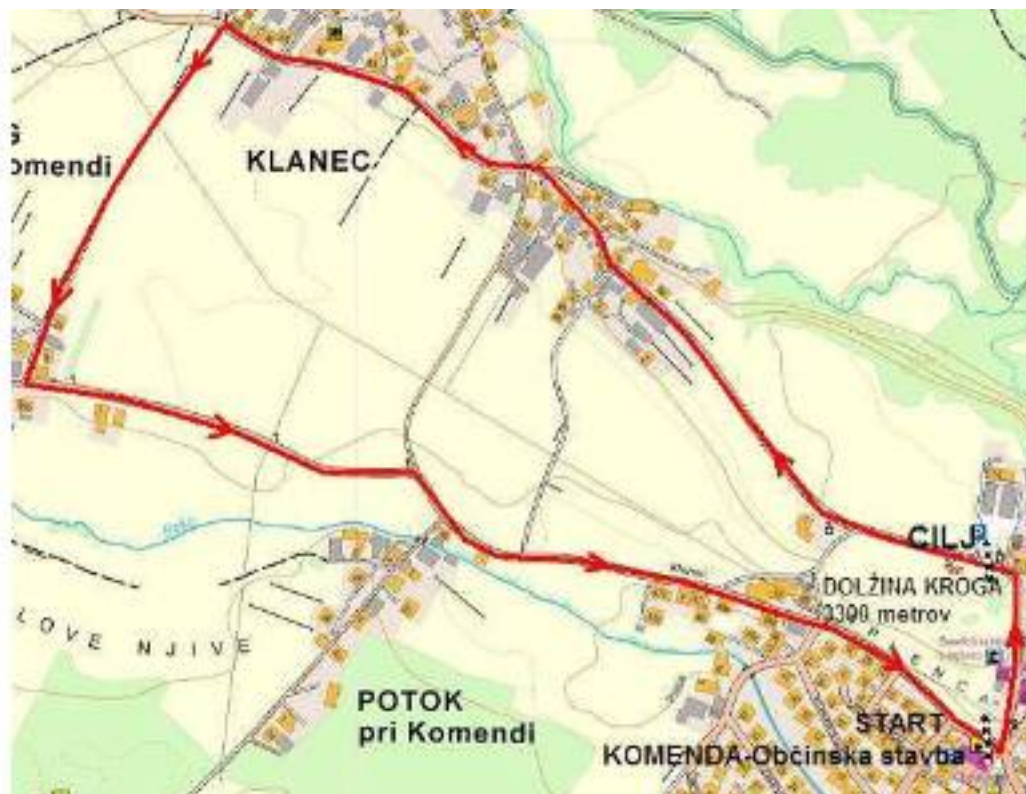 G
omendi
KLANEC
CILJ
P
DOLŽINA KROGA
3300 metrov
LOVE NJIVE
POTOK
pri Komendi
START
KOMENDA-Občinska stavba